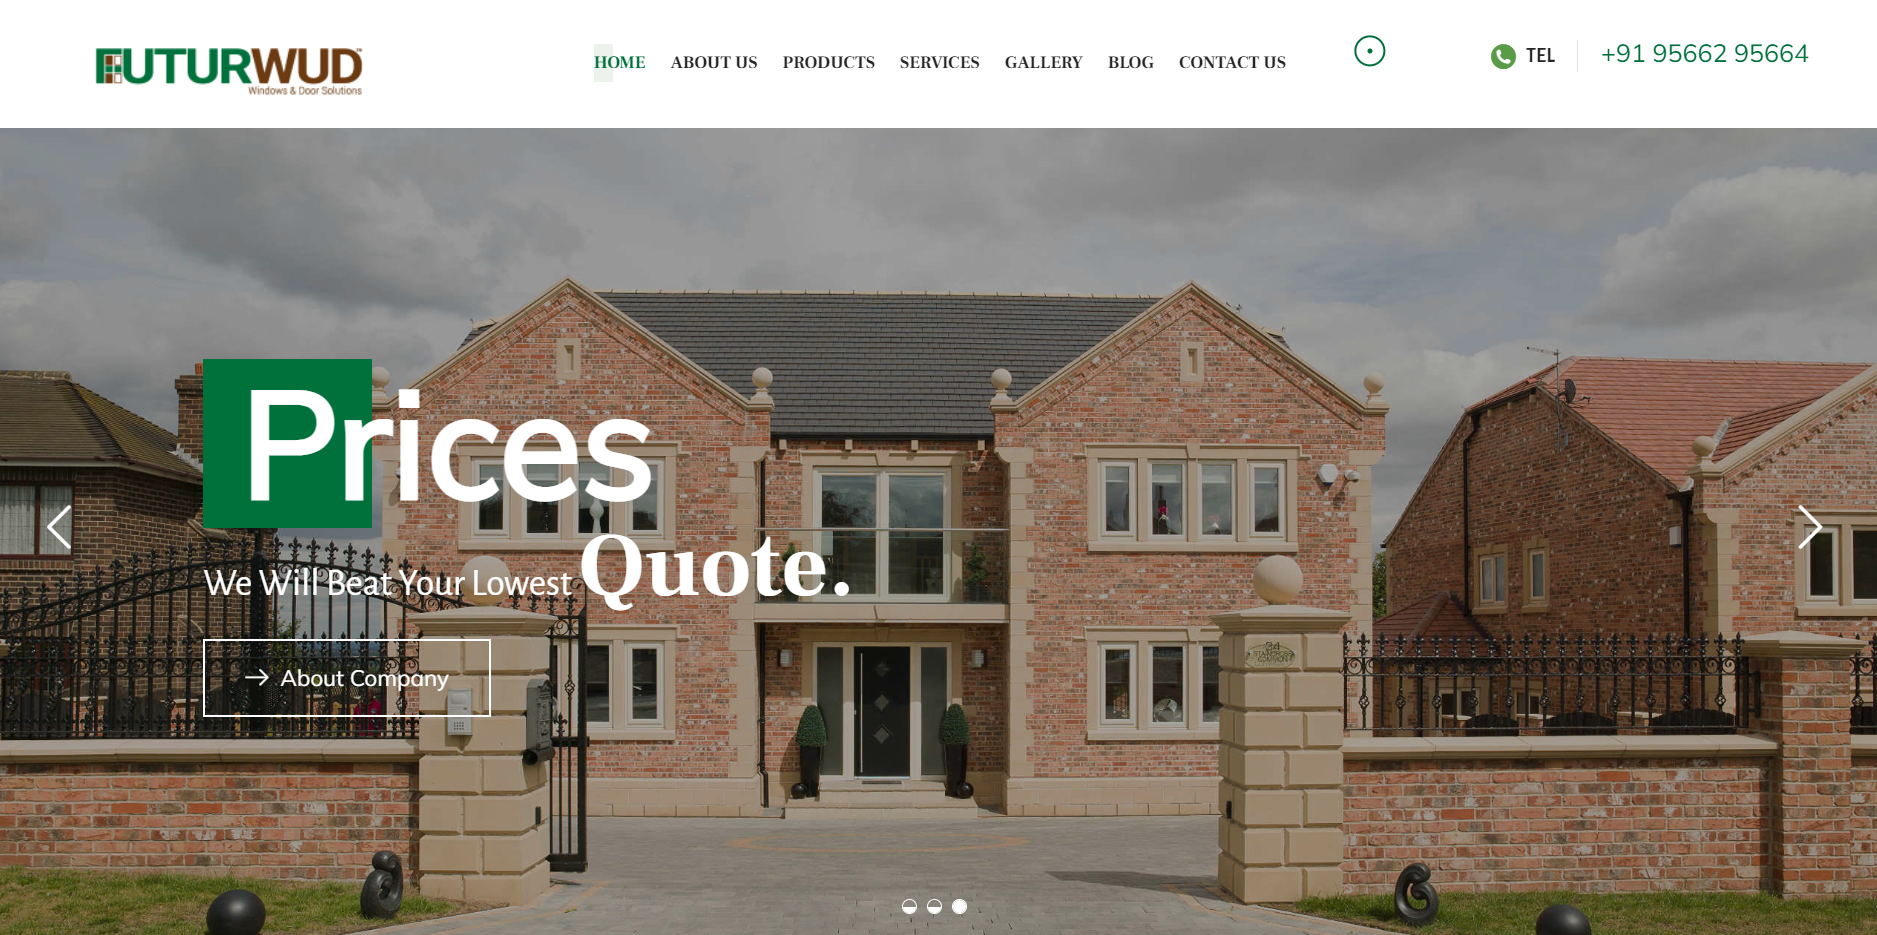 FUTURWUD
Windows & Door Solutions
HOME ABOUT US PRODUCTS SERVICES GALLERY BLOG CONTACT US
TEL +91 95662 95664
Prices
We Will Beat Your Lowest Quote.
→ About Company
34